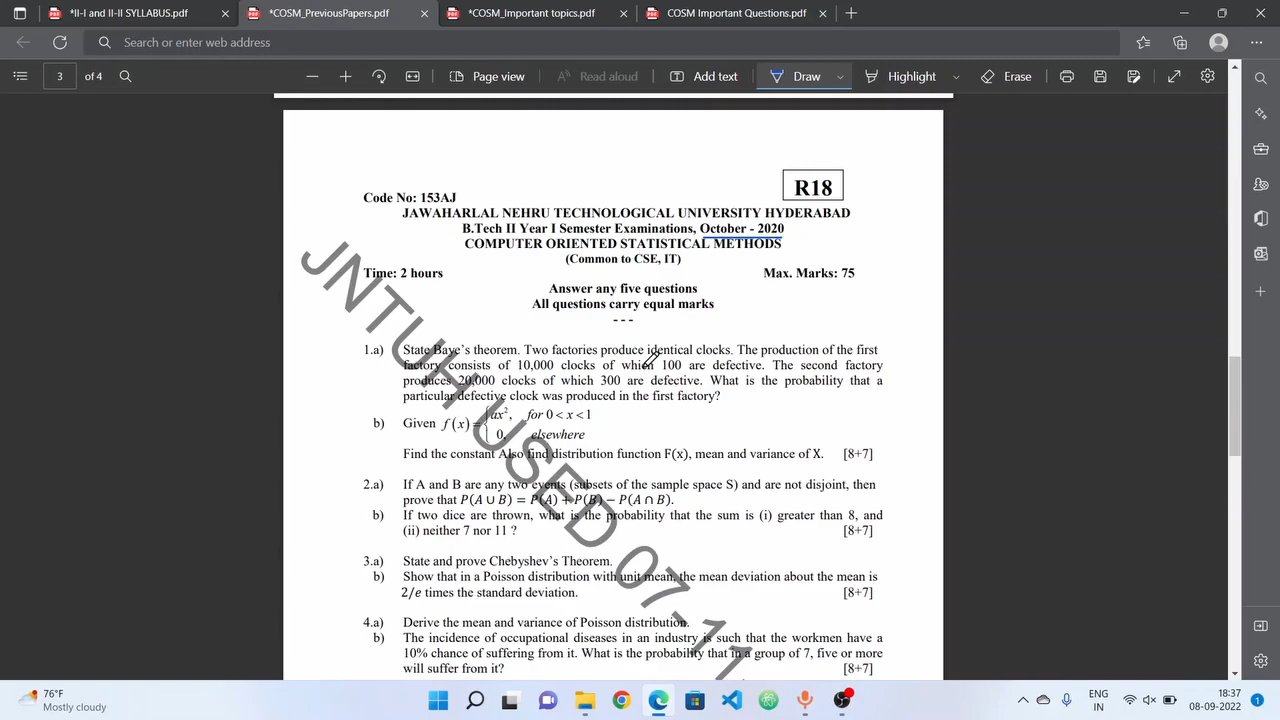 *II-I and II-II SYLLABUS.pdf
*COSM_PreviousPapers.pdf
*COSM_Important topics.pdf
COSM Important Questions.pdf
Search or enter web address
3 of 4
Page view
Read aloud
Add text
Draw
Highlight
Erase
R18
Code No: 153AJ
JAWAHARLAL NEHRU TECHNOLOGICAL UNIVERSITY HYDERABAD
B.Tech II Year I Semester Examinations, October - 2020
COMPUTER ORIENTED STATISTICAL METHODS
(Common to CSE, IT)
Time: 2 hours Max. Marks: 75
Answer any five questions
All questions carry equal marks
- - -
1.a) State Baye's theorem. Two factories produce identical clocks. The production of the first
factory consists of 10,000 clocks of which 100 are defective. The second factory
produces 20,000 clocks of which 300 are defective. What is the probability that a
particular defective clock was produced in the first factory?
b) Given f(x)= { ax², for 0 < x < 1
0, elsewhere
Find the constant Also find distribution function F(x), mean and variance of X. [8+7]
2.a) If A and B are any two events (subsets of the sample space S) and are not disjoint, then
prove that P(A ∪ B) = P(A) + P(B) − P(A ∩ B).
b) If two dice are thrown, what is the probability that the sum is (i) greater than 8, and
(ii) neither 7 nor 11 ? [8+7]
3.a) State and prove Chebyshev's Theorem.
b) Show that in a Poisson distribution with unit mean, the mean deviation about the mean is
2/e times the standard deviation. [8+7]
4.a) Derive the mean and variance of Poisson distribution.
b) The incidence of occupational diseases in an industry is such that the workmen have a
10% chance of suffering from it. What is the probability that in a group of 7, five or more
will suffer from it? [8+7]
JNTUH USED 07-11
76°F
Mostly cloudy
ENG
IN
18:37
08-09-2022
1